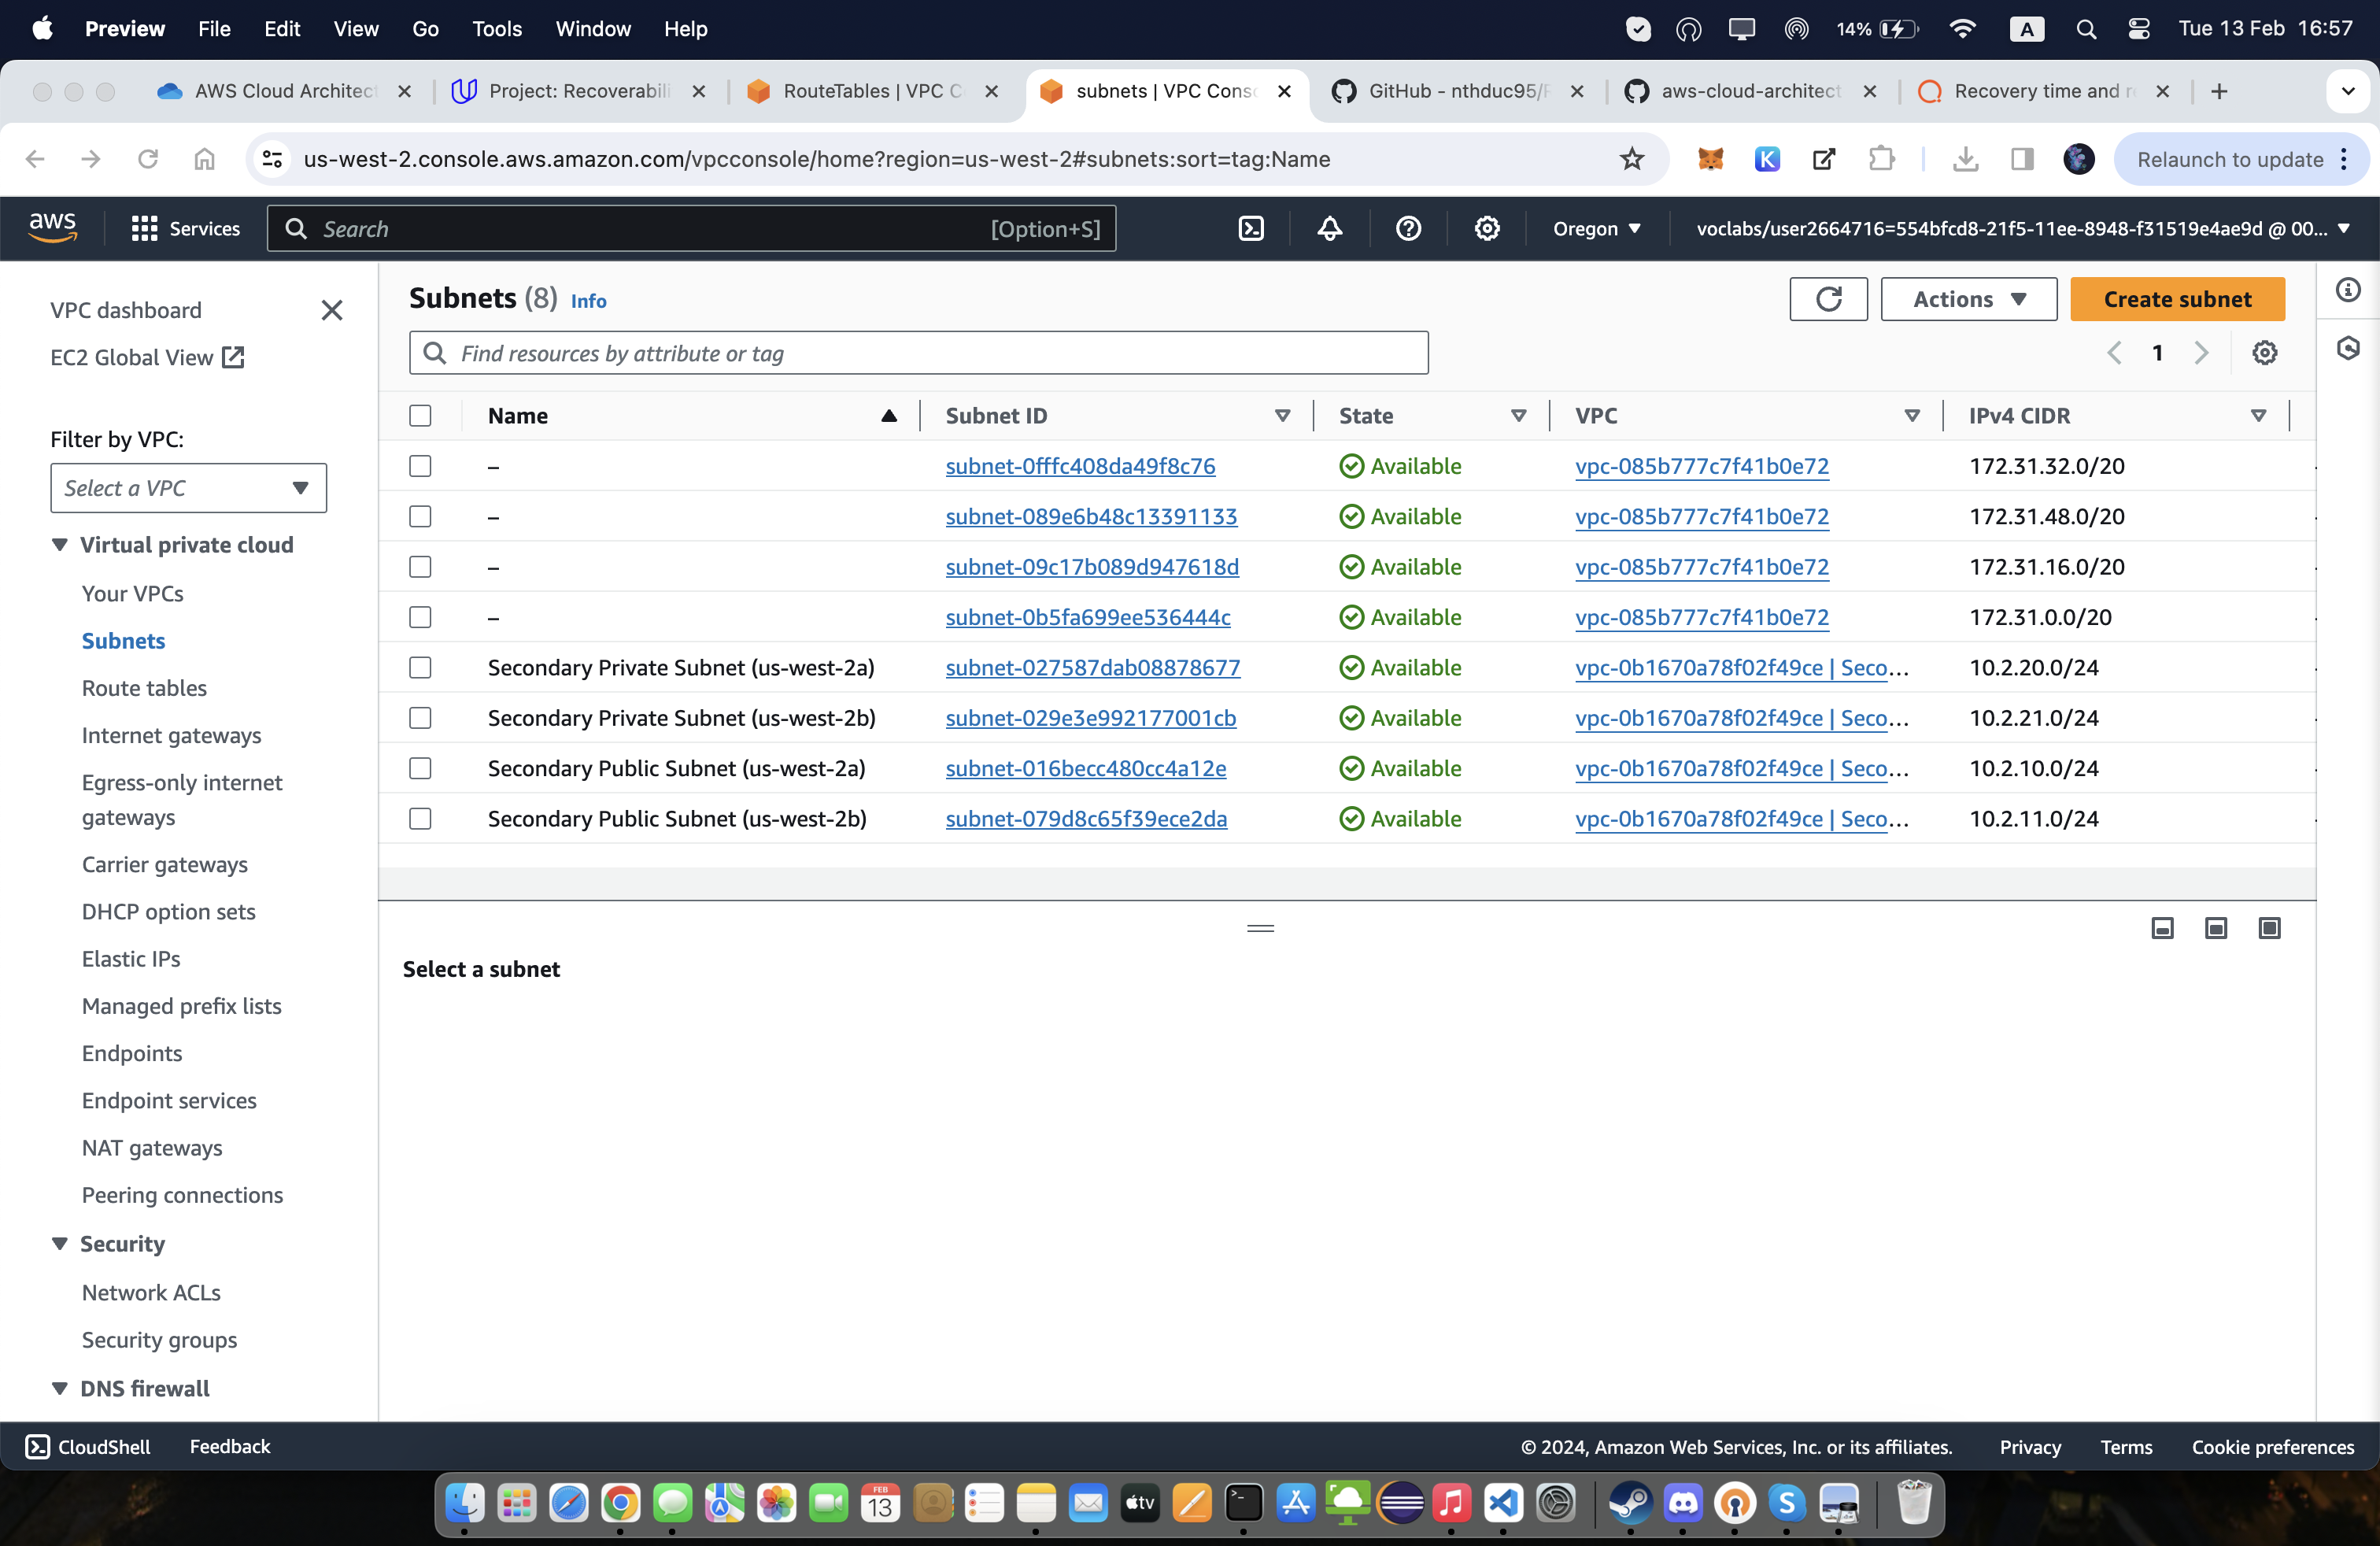 Preview File Edit View Go Tools Window Help 14% A Tue 13 Feb 16:57
AWS Cloud Architect Project: Recoverabili RouteTables | VPC C subnets | VPC Conso GitHub - nthduc95/R aws-cloud-architect Recovery time and r
us-west-2.console.aws.amazon.com/vpcconsole/home?region=us-west-2#subnets:sort=tag:Name K Relaunch to update
aws Services Search [Option+S] Oregon voclabs/user2664716=554bfcd8-21f5-11ee-8948-f31519e4ae9d @ 00...
VPC dashboard
EC2 Global View
Filter by VPC:
Select a VPC
Virtual private cloud
Your VPCs
Subnets
Route tables
Internet gateways
Egress-only internet
gateways
Carrier gateways
DHCP option sets
Elastic IPs
Managed prefix lists
Endpoints
Endpoint services
NAT gateways
Peering connections
Security
Network ACLs
Security groups
DNS firewall
Subnets (8) Info Actions Create subnet
Find resources by attribute or tag 1
Name Subnet ID State VPC IPv4 CIDR
– subnet-0fffc408da49f8c76 Available vpc-085b777c7f41b0e72 172.31.32.0/20
– subnet-089e6b48c13391133 Available vpc-085b777c7f41b0e72 172.31.48.0/20
– subnet-09c17b089d947618d Available vpc-085b777c7f41b0e72 172.31.16.0/20
– subnet-0b5fa699ee536444c Available vpc-085b777c7f41b0e72 172.31.0.0/20
Secondary Private Subnet (us-west-2a) subnet-027587dab08878677 Available vpc-0b1670a78f02f49ce | Seco... 10.2.20.0/24
Secondary Private Subnet (us-west-2b) subnet-029e3e992177001cb Available vpc-0b1670a78f02f49ce | Seco... 10.2.21.0/24
Secondary Public Subnet (us-west-2a) subnet-016becc480cc4a12e Available vpc-0b1670a78f02f49ce | Seco... 10.2.10.0/24
Secondary Public Subnet (us-west-2b) subnet-079d8c65f39ece2da Available vpc-0b1670a78f02f49ce | Seco... 10.2.11.0/24
Select a subnet
CloudShell Feedback © 2024, Amazon Web Services, Inc. or its affiliates. Privacy Terms Cookie preferences
FEB
13
tv